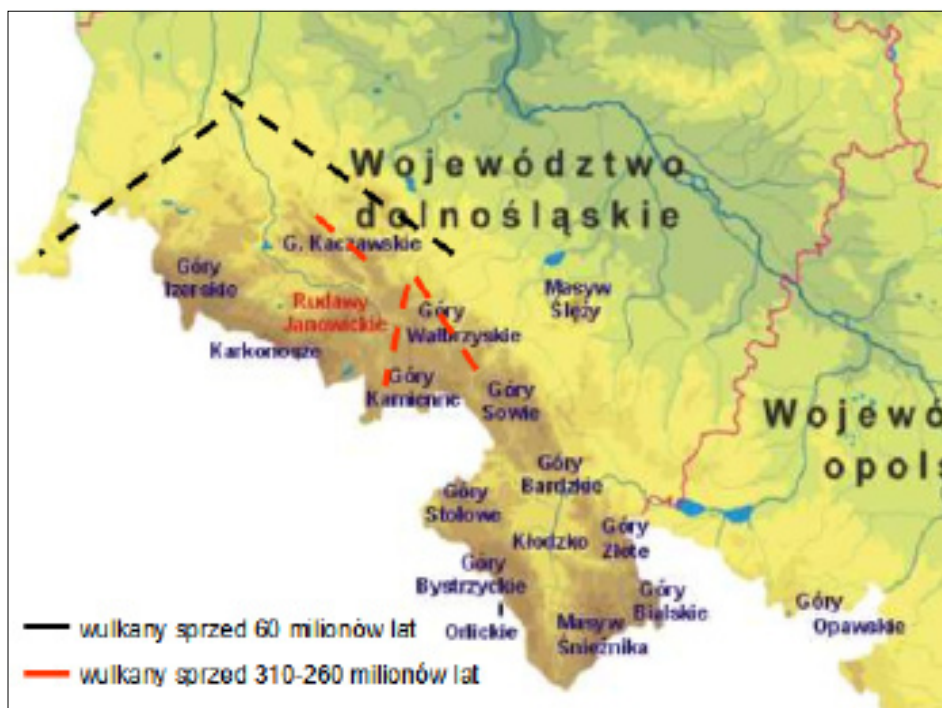 Województwo
dolnośląskie
G. Kaczawskie
Góry
Izerskie
Masyw
Ślęży
Rudawy
Janowickie
Góry
Wałbrzyskie
Karkonosze
Góry
Kamienne
Góry
Sowie
Wojewó
opols
Góry
Bardzkie
Góry
Stołowe
Kłodzko
Góry
Złote
Góry
Bystrzyckie
i
Orlickie
Góry
Bialskie
Góry
Opawskie
Masyw
Śnieżnika
wulkany sprzed 60 milionów lat
wulkany sprzed 310-260 milionów lat